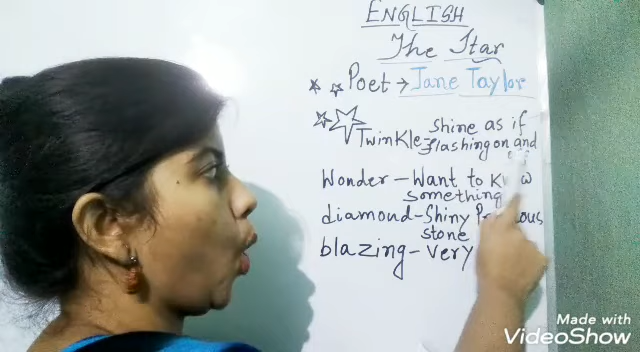 ENGLISH
The Star
Poet → Jane Taylor
Twinkle = Shine as if
flashing on and
Wonder - Want to
something
diamond - Shiny
stone
blazing - very
Made with
VideoShow